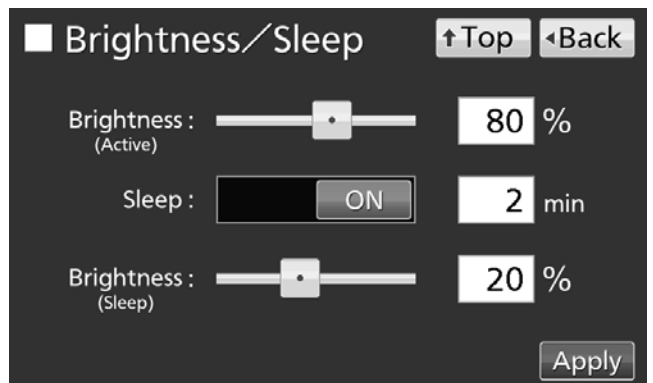 Brightness／Sleep
↑Top
◂Back
Brightness : 80 %
(Active)
Sleep : ON 2 min
Brightness : 20 %
(Sleep)
Apply